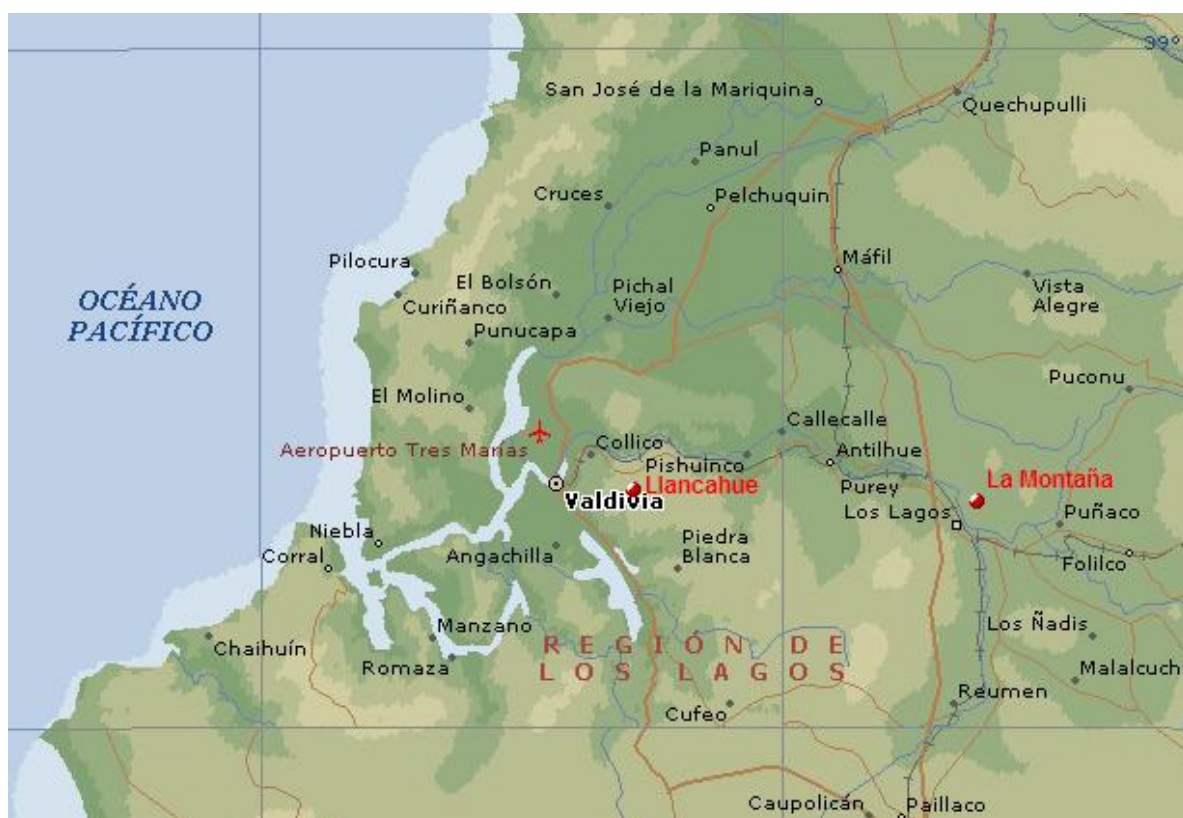 39°
San José de la Mariquina
Quechupulli
Panul
Cruces
Pelchuquin
Pilocura
El Bolsón
Pichal
Viejo
Máfil
Vista
Alegre
OCÉANO
PACÍFICO
Curiñanco
Punucapa
Puconu
El Molino
Callecalle
Aeropuerto Tres Marías
Collico
Antilhue
Pishuinco
Llancahue
Purey
La Montaña
Valdivia
Los Lagos
Puñaco
Niebla
Corral
Angachilla
Piedra
Blanca
Folilco
Chaihuín
Manzano
REGIÓN DE
LOS LAGOS
Los Ñadis
Romaza
Malalcuch
Cufeo
Reumen
Caupolicán
Paillaco